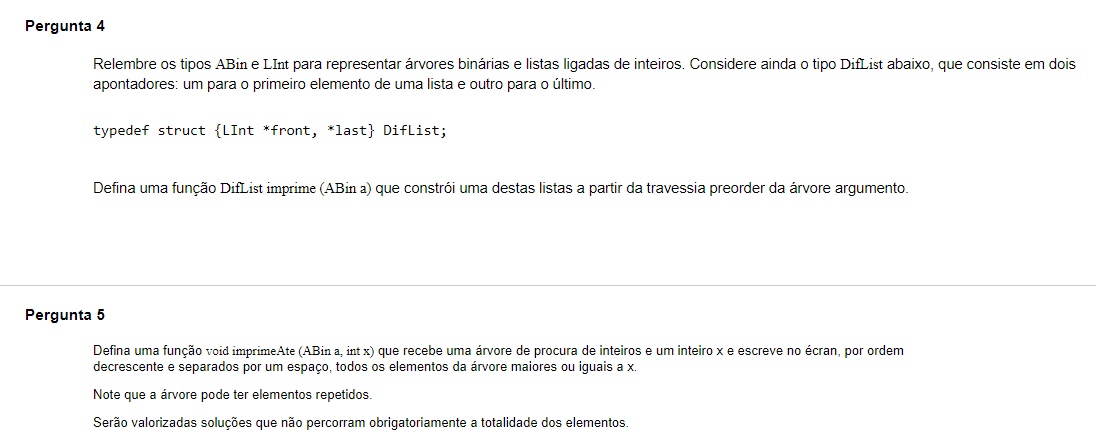 Pergunta 4
Relembre os tipos ABin e LInt para representar árvores binárias e listas ligadas de inteiros. Considere ainda o tipo DifList abaixo, que consiste em dois
apontadores: um para o primeiro elemento de uma lista e outro para o último.
typedef struct {LInt *front, *last} DifList;
Defina uma função DifList imprime (ABin a) que constrói uma destas listas a partir da travessia preorder da árvore argumento.
Pergunta 5
Defina uma função void imprimeAte (ABin a, int x) que recebe uma árvore de procura de inteiros e um inteiro x e escreve no écran, por ordem
decrescente e separados por um espaço, todos os elementos da árvore maiores ou iguais a x.
Note que a árvore pode ter elementos repetidos.
Serão valorizadas soluções que não percorram obrigatoriamente a totalidade dos elementos.